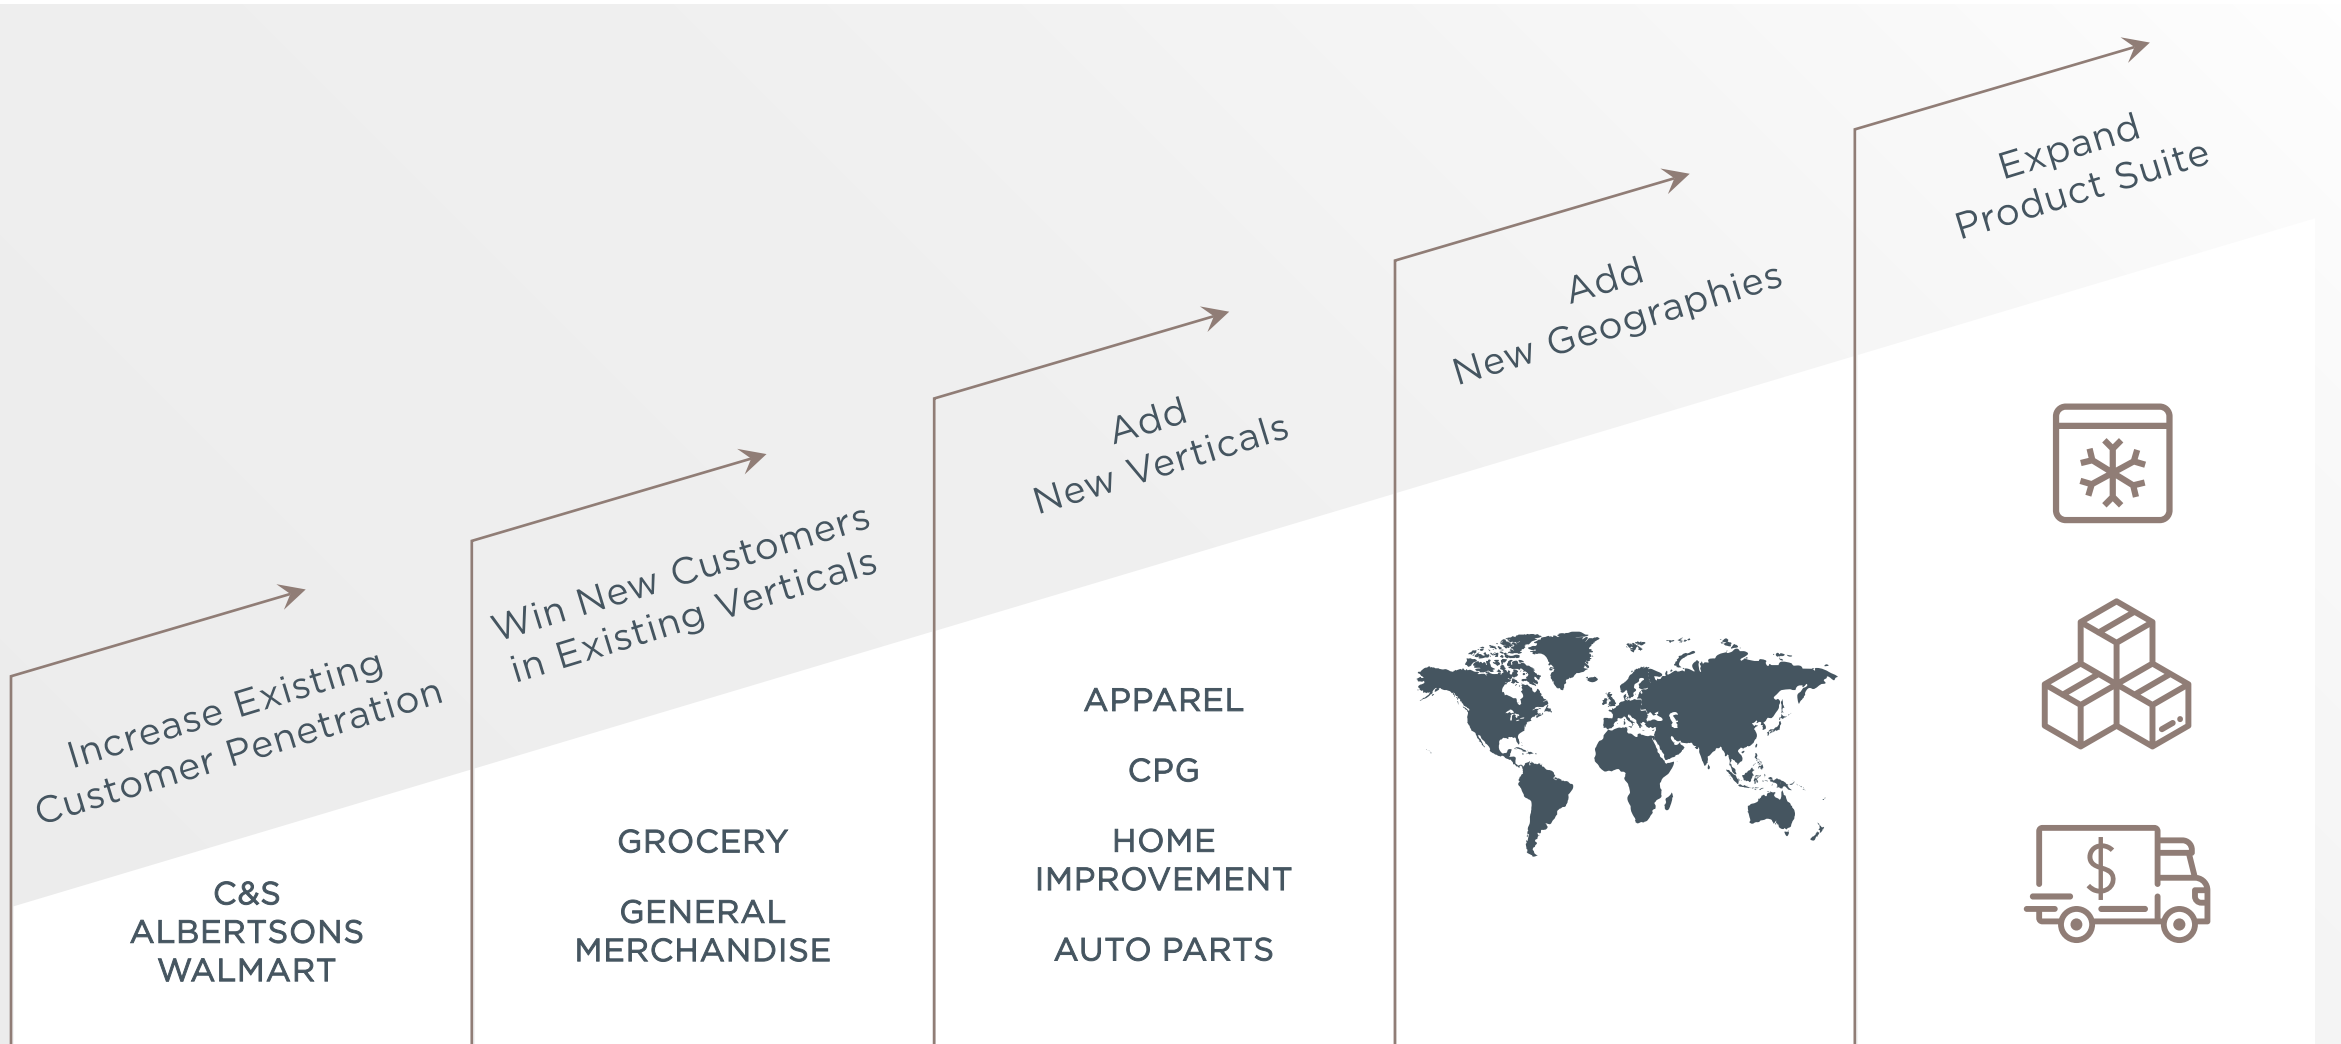 Increase Existing
Customer Penetration
C&S
ALBERTSONS
WALMART
Win New Customers
in Existing Verticals
GROCERY
GENERAL
MERCHANDISE
Add
New Verticals
APPAREL
CPG
HOME
IMPROVEMENT
AUTO PARTS
Add
New Geographies
Expand
Product Suite
$